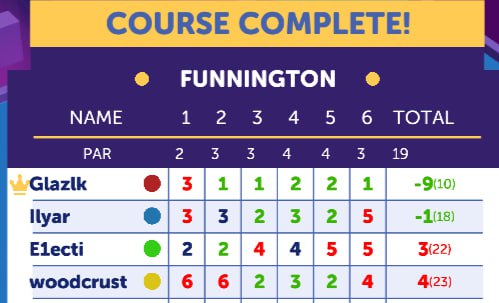 COURSE COMPLETE!
FUNNINGTON
NAME 1 2 3 4 5 6 TOTAL
PAR 2 3 3 4 4 3 19
Glazlk 3 1 1 2 2 1 -9(10)
Ilyar 3 3 2 3 2 5 -1(18)
E1ecti 2 2 4 4 5 5 3(22)
woodcrust 6 6 2 3 2 4 4(23)